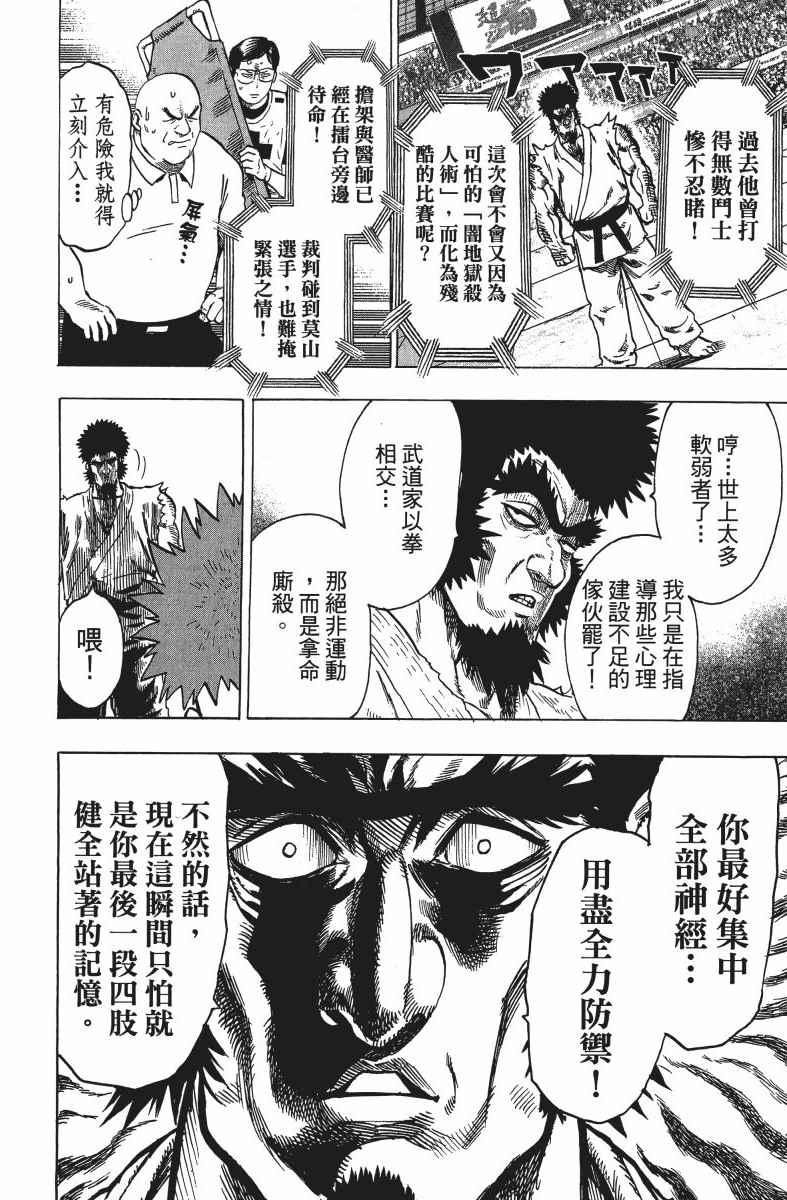 過去他曾打
得無數鬥士
慘不忍睹！
ワアアアァァ
這次會不會又因為
可怕的「闇地獄殺
人術」，而化為殘
酷的比賽呢？
擔架與醫師已
經在擂台旁邊
待命！
裁判碰到莫山
選手，也難掩
緊張之情！
有危險我就得
立刻介入…
哼…世上太多
軟弱者了…
我只是在指
導那些心理
建設不足的
傢伙罷了！
武道家以拳
相交…
那絕非運動
，而是拿命
廝殺。
喂！
你最好集中
全部神經…
用盡全力防禦！
不然的話，
現在這瞬間只怕就
是你最後一段四肢
健全站著的記憶。